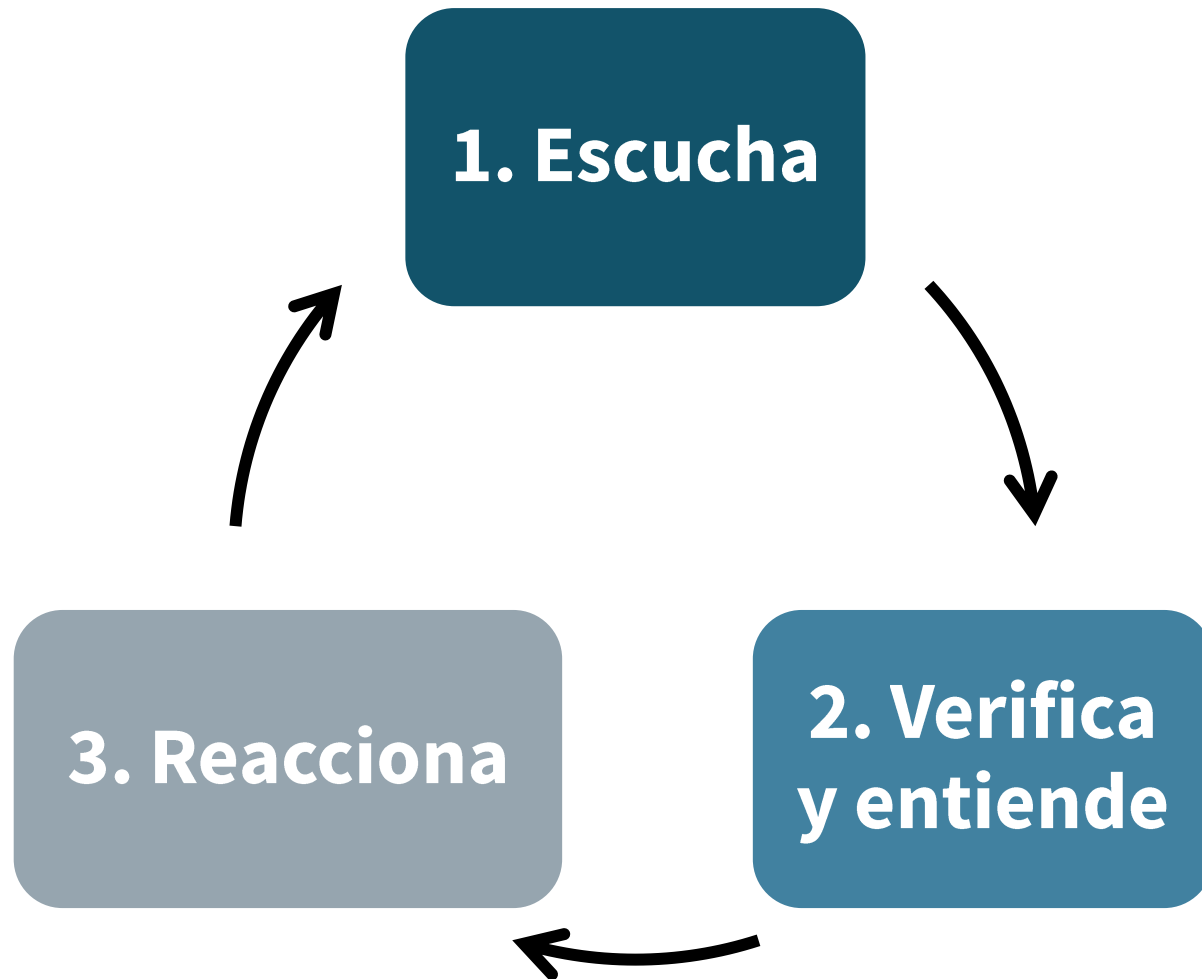 1. Escucha
2. Verifica
y entiende
3. Reacciona